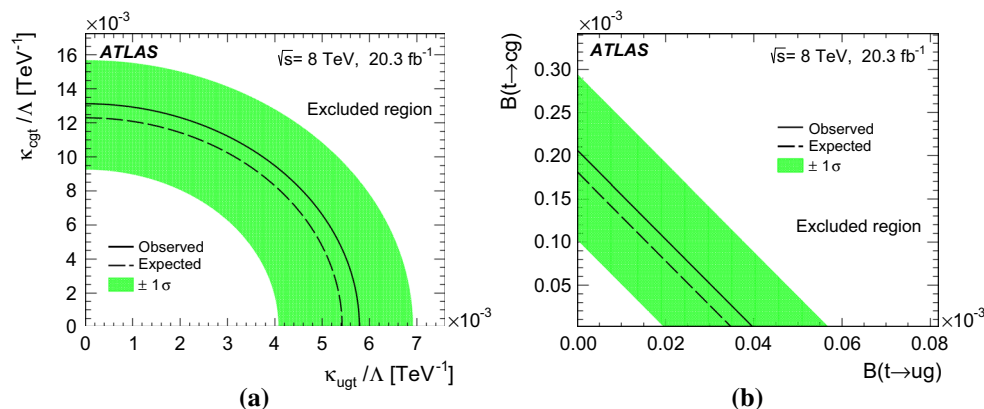 ×10⁻³
κ_cgt /Λ [TeV⁻¹]
16
14
12
10
8
6
4
2
0
ATLAS
√s= 8 TeV, 20.3 fb⁻¹
Excluded region
Observed
Expected
± 1σ
0 1 2 3 4 5 6 7
×10⁻³
κ_ugt /Λ [TeV⁻¹]
(a)
×10⁻³
B(t→cg)
0.30
0.25
0.20
0.15
0.10
0.05
ATLAS
√s= 8 TeV, 20.3 fb⁻¹
Observed
Expected
± 1σ
Excluded region
0.00 0.02 0.04 0.06 0.08
×10⁻³
B(t→ug)
(b)